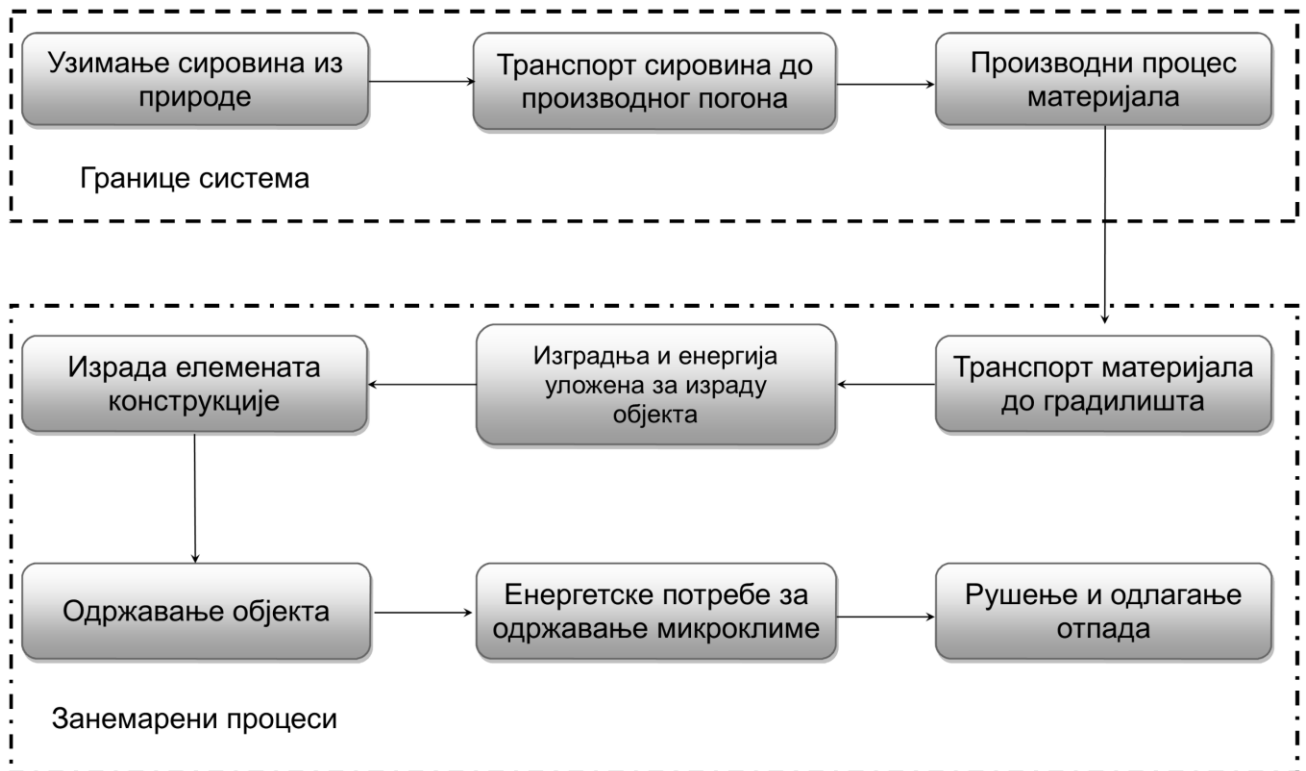 Узимање сировина из
природе
Транспорт сировина до
производног погона
Производни процес
материјала
Границе система
Израда елемената
конструкције
Изградња и енергија
уложена за израду
објекта
Транспорт материјала
до градилишта
Одржавање објекта
Енергетске потребе за
одржавање микроклиме
Рушење и одлагање
отпада
Занемарени процеси